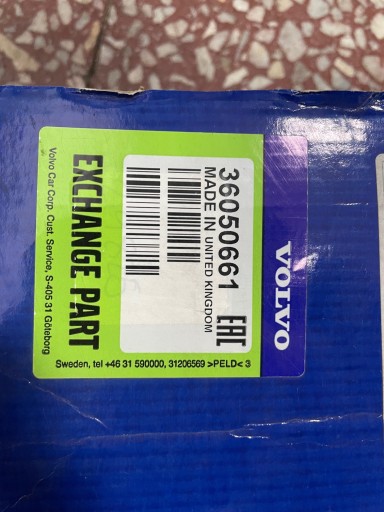 VOLVO
36050661 EAC
MADE IN UNITED KINGDOM
EXCHANGE PART
Volvo Car Corp. Cust. Service, S-405 31 Göteborg
Sweden, tel +46 31 590000, 31206569 >PELD< 3